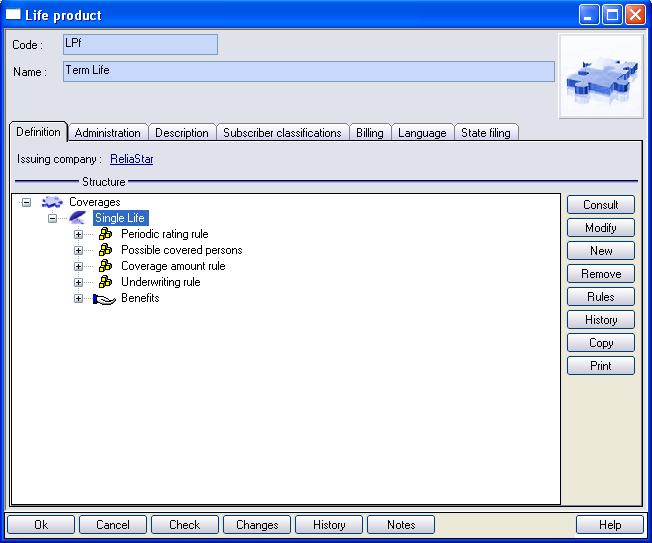 Life product
Code : LPf
Name : Term Life
Definition Administration Description Subscriber classifications Billing Language State filing
Issuing company : ReliaStar
Structure
Coverages
Single Life
Periodic rating rule
Possible covered persons
Coverage amount rule
Underwriting rule
Benefits
Consult
Modify
New
Remove
Rules
History
Copy
Print
Ok Cancel Check Changes History Notes Help